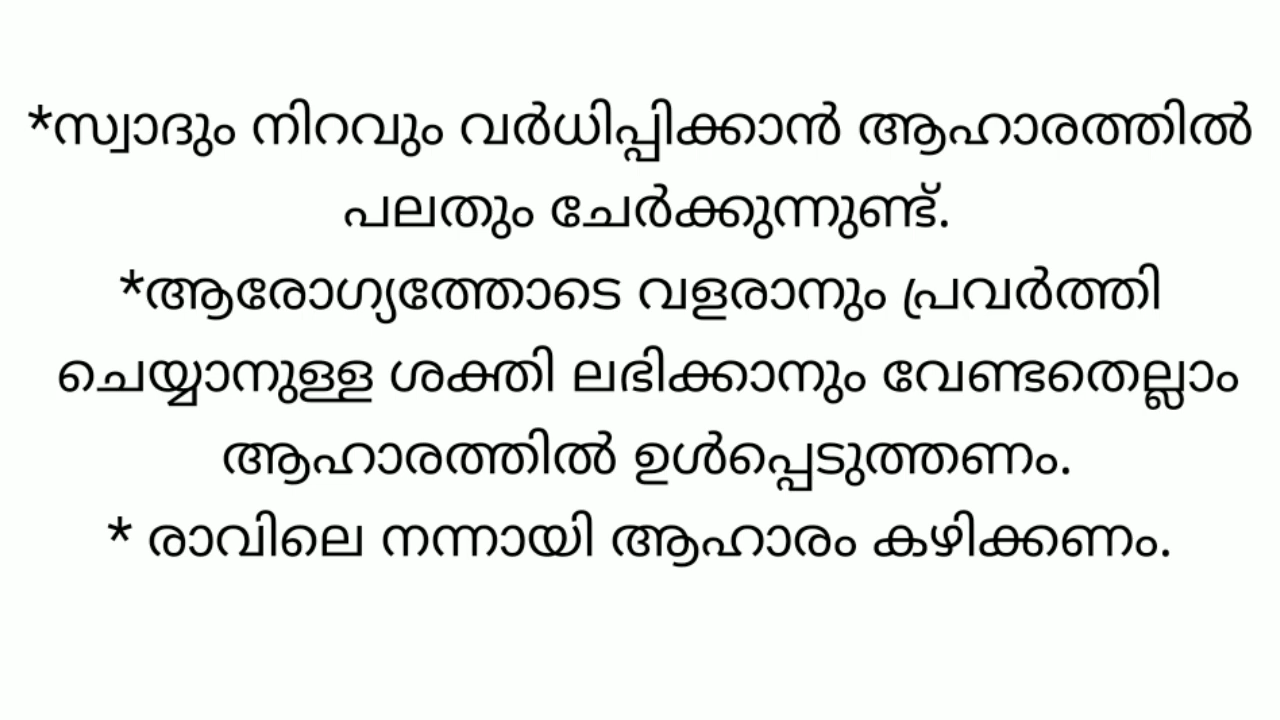 *സ്വാദും നിറവും വർധിപ്പിക്കാൻ ആഹാരത്തിൽ
പലതും ചേർക്കുന്നുണ്ട്.
*ആരോഗ്യത്തോടെ വളരാനും പ്രവർത്തി
ചെയ്യാനുള്ള ശക്തി ലഭിക്കാനും വേണ്ടതെല്ലാം
ആഹാരത്തിൽ ഉൾപ്പെടുത്തണം.
* രാവിലെ നന്നായി ആഹാരം കഴിക്കണം.